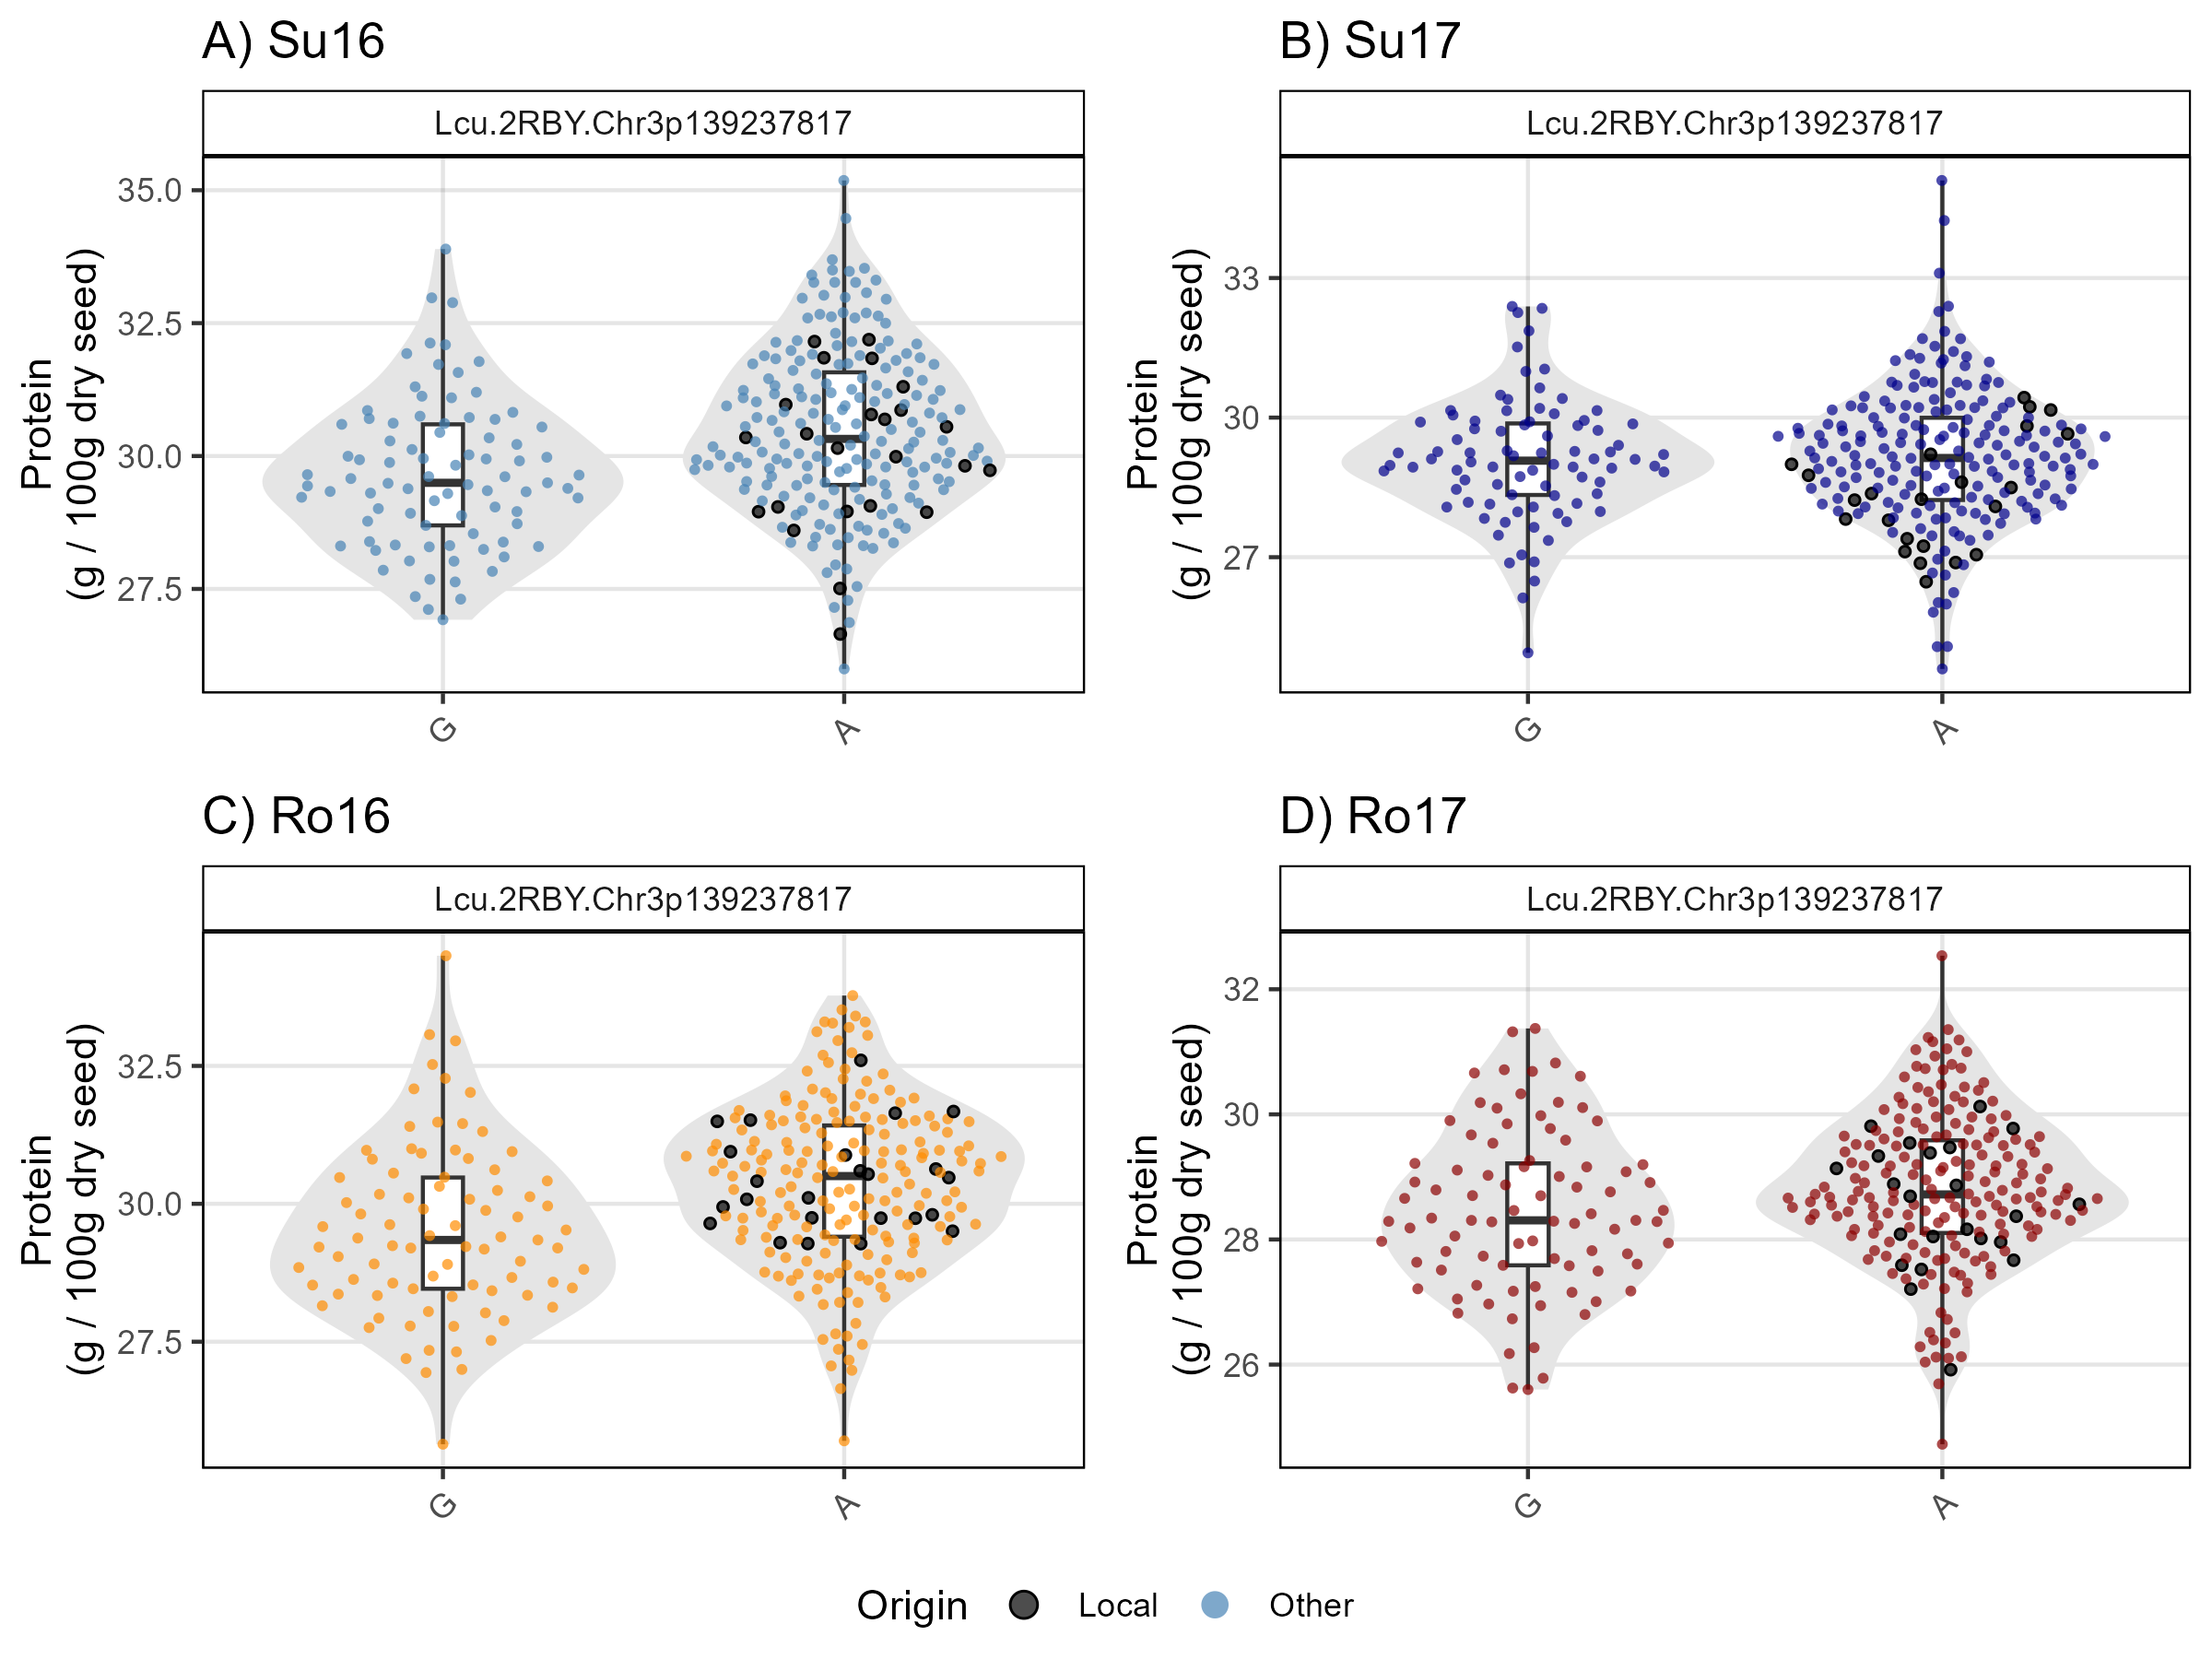 A) Su16
Lcu.2RBY.Chr3p139237817
Protein
(g / 100g dry seed)
35.0
32.5
30.0
27.5
G
A
B) Su17
Lcu.2RBY.Chr3p139237817
Protein
(g / 100g dry seed)
33
30
27
G
A
C) Ro16
Lcu.2RBY.Chr3p139237817
Protein
(g / 100g dry seed)
32.5
30.0
27.5
G
A
D) Ro17
Lcu.2RBY.Chr3p139237817
Protein
(g / 100g dry seed)
32
30
28
26
G
A
Origin Local Other